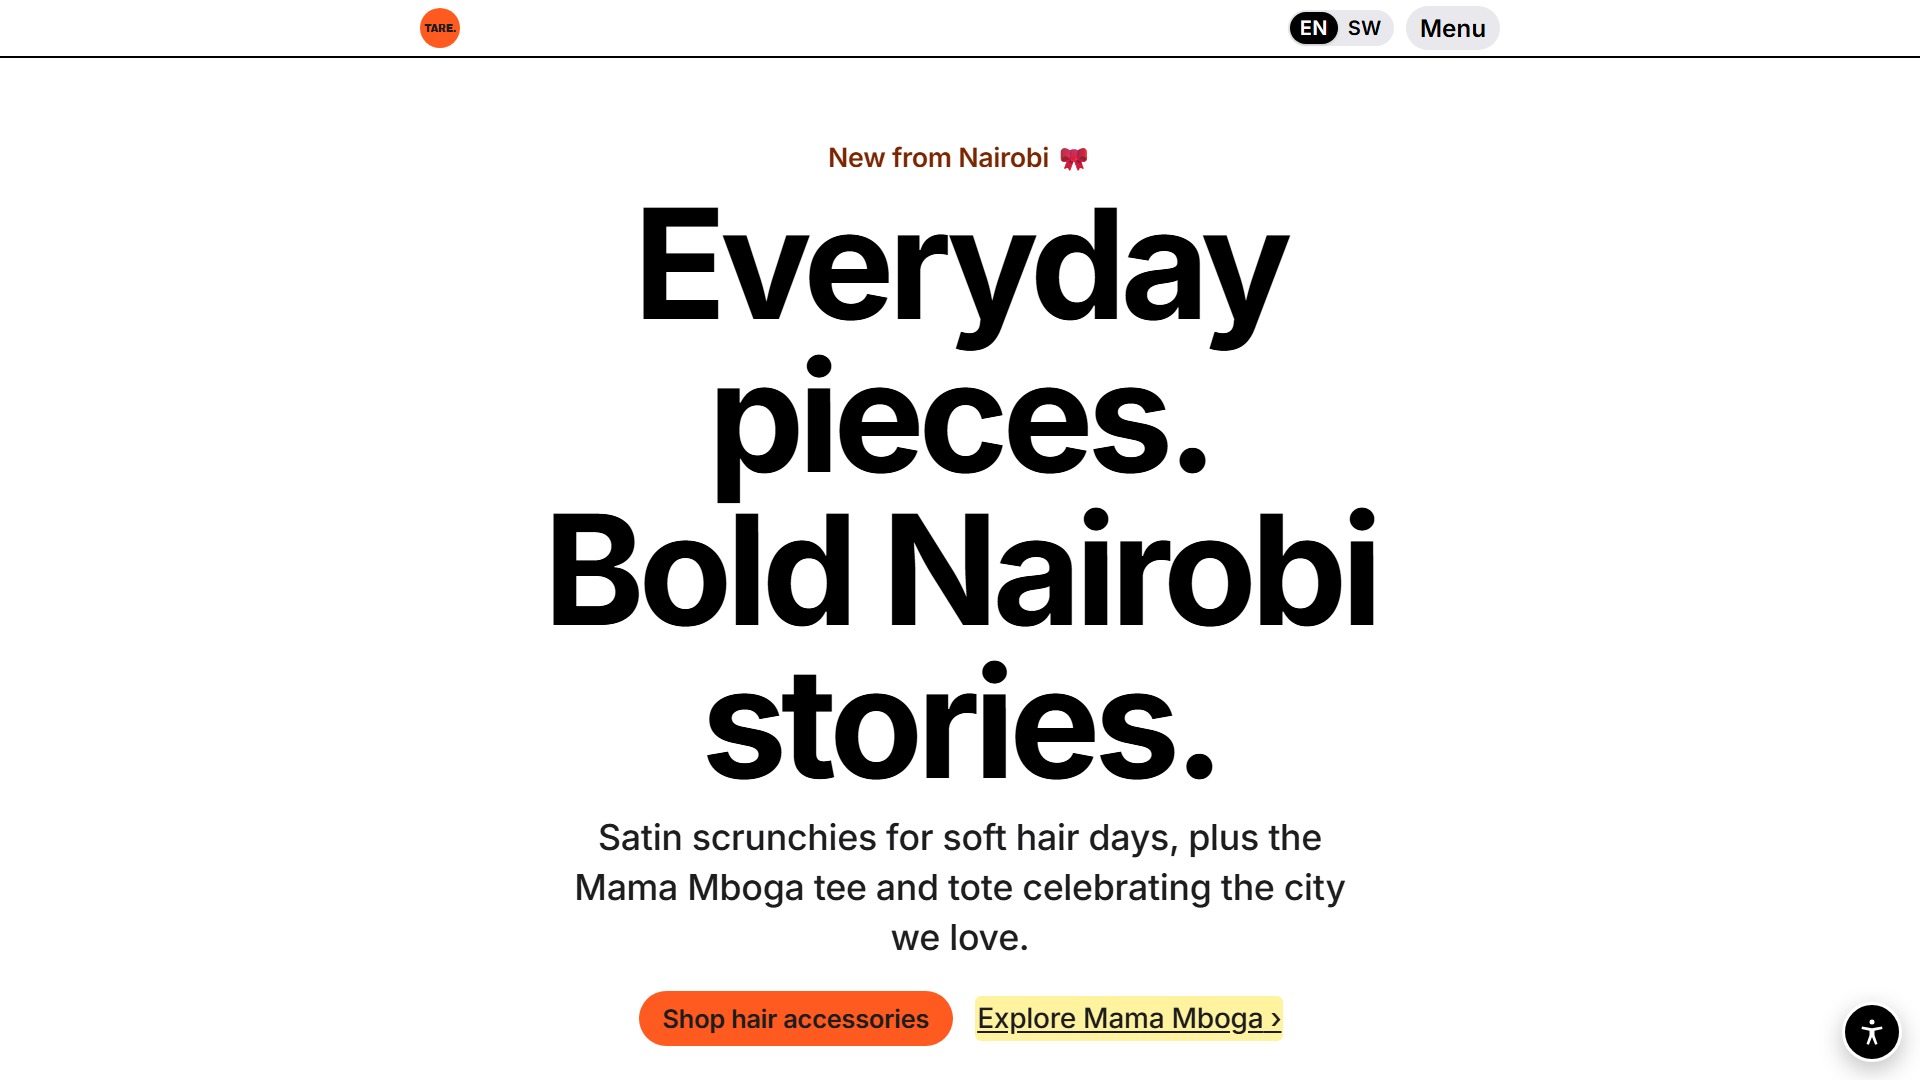 TARE.
EN SW Menu
New from Nairobi 🎀
Everyday
pieces.
Bold Nairobi
stories.
Satin scrunchies for soft hair days, plus the
Mama Mboga tee and tote celebrating the city
we love.
Shop hair accessories Explore Mama Mboga ›